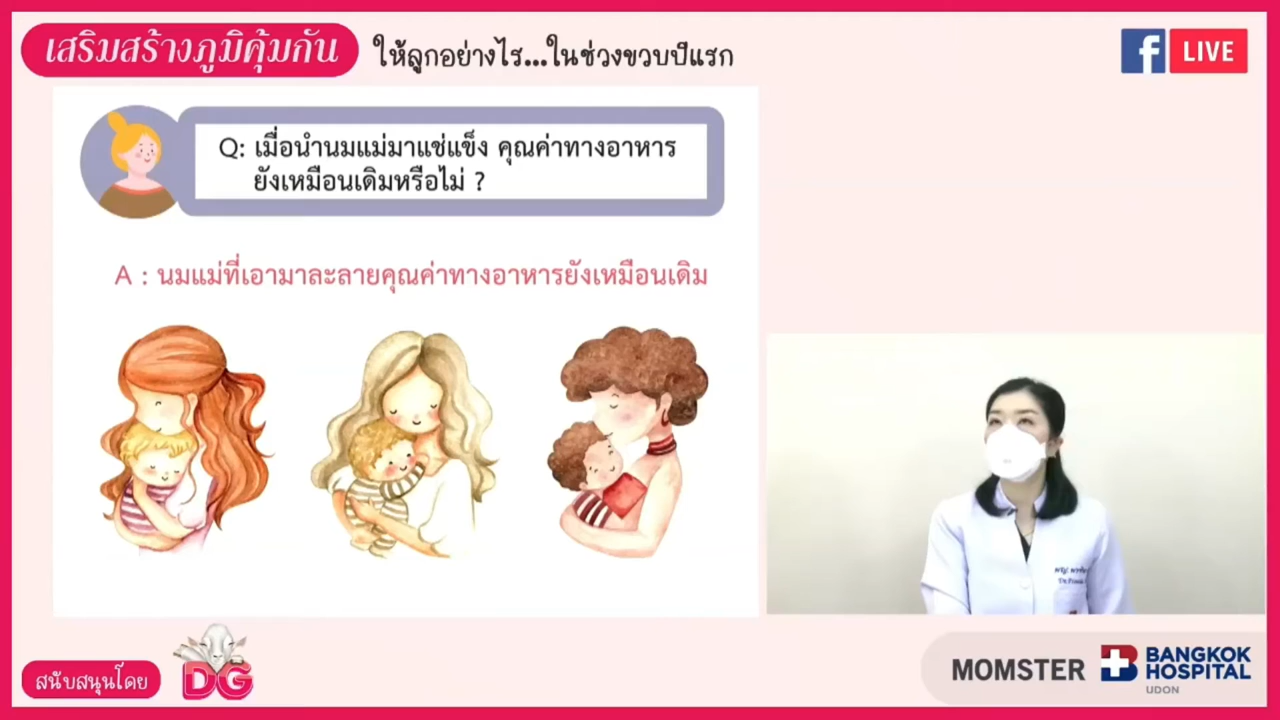 เสริมสร้างภูมิคุ้มกัน ให้ลูกอย่างไร...ในช่วงขวบปีแรก
f LIVE
Q: เมื่อนำนมแม่มาแช่แข็ง คุณค่าทางอาหาร
ยังเหมือนเดิมหรือไม่ ?
A : นมแม่ที่เอามาละลายคุณค่าทางอาหารยังเหมือนเดิม
สนับสนุนโดย DG
MOMSTER
BANGKOK
HOSPITAL
UDON